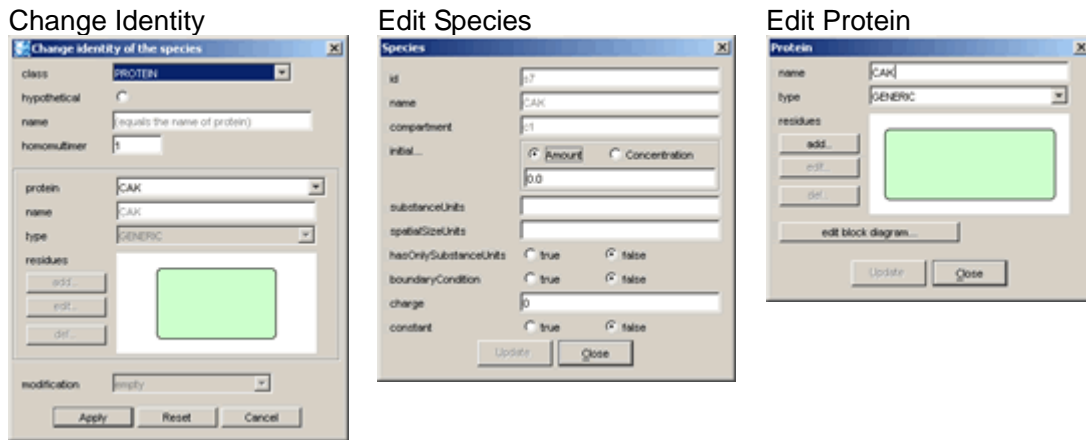 Change Identity
Change identity of the species
class PROTEIN
hypothetical
name (equals the name of protein)
homomultimer 1
protein CAK
name CAK
type GENERIC
residues
add...
edit...
del...
modification empty
Apply Reset Cancel
Edit Species
Species
id s7
name CAK
compartment c1
initial... Amount Concentration
0.0
substanceUnits
spatialSizeUnits
hasOnlySubstanceUnits true false
boundaryCondition true false
charge 0
constant true false
Update Close
Edit Protein
Protein
name CAK
type GENERIC
residues
add...
edit...
del...
edit block diagram...
Update Close